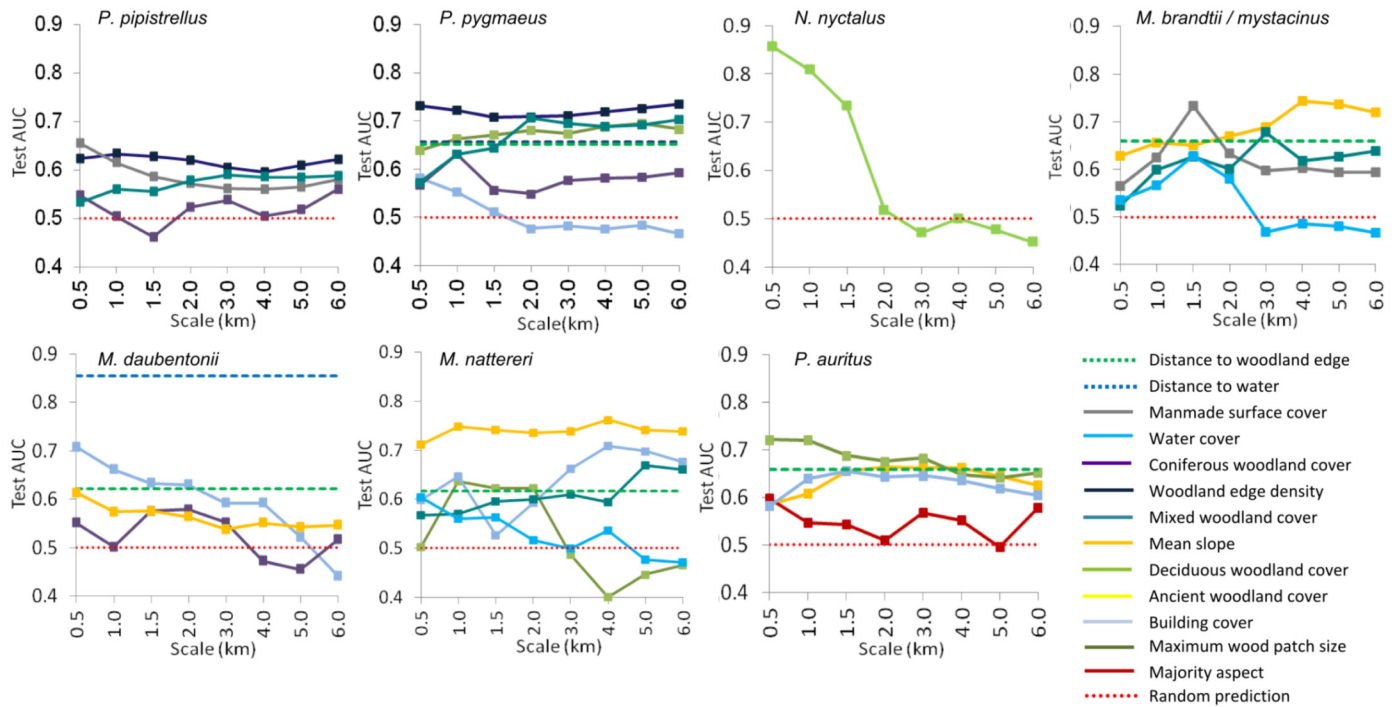 P. pipistrellus
0.9
0.8
0.7
0.6
0.5
0.4
Test AUC
0.5 1.0 1.5 2.0 3.0 4.0 5.0 6.0
Scale (km)
P. pygmaeus
0.9
0.8
0.7
0.6
0.5
0.4
Test AUC
0.5 1.0 1.5 2.0 3.0 4.0 5.0 6.0
Scale(km)
N. nyctalus
0.9
0.8
0.7
0.6
0.5
0.4
Test AUC
0.5 1.0 1.5 2.0 3.0 4.0 5.0 6.0
Scale (km)
M. brandtii / mystacinus
0.9
0.8
0.7
0.6
0.5
0.4
Test AUC
0.5 1.0 1.5 2.0 3.0 4.0 5.0 6.0
Scale (km)
M. daubentonii
0.9
0.8
0.7
0.6
0.5
0.4
Test AUC
0.5 1.0 1.5 2.0 3.0 4.0 5.0 6.0
Scale (km)
M. nattereri
0.9
0.8
0.7
0.6
0.5
0.4
Test AUC
0.5 1.0 1.5 2.0 3.0 4.0 5.0 6.0
Scale (km)
P. auritus
0.9
0.8
0.7
0.6
0.5
0.4
Test AUC
0.5 1.0 1.5 2.0 3.0 4.0 5.0 6.0
Scale (km)
Distance to woodland edge
Distance to water
Manmade surface cover
Water cover
Coniferous woodland cover
Woodland edge density
Mixed woodland cover
Mean slope
Deciduous woodland cover
Ancient woodland cover
Building cover
Maximum wood patch size
Majority aspect
Random prediction